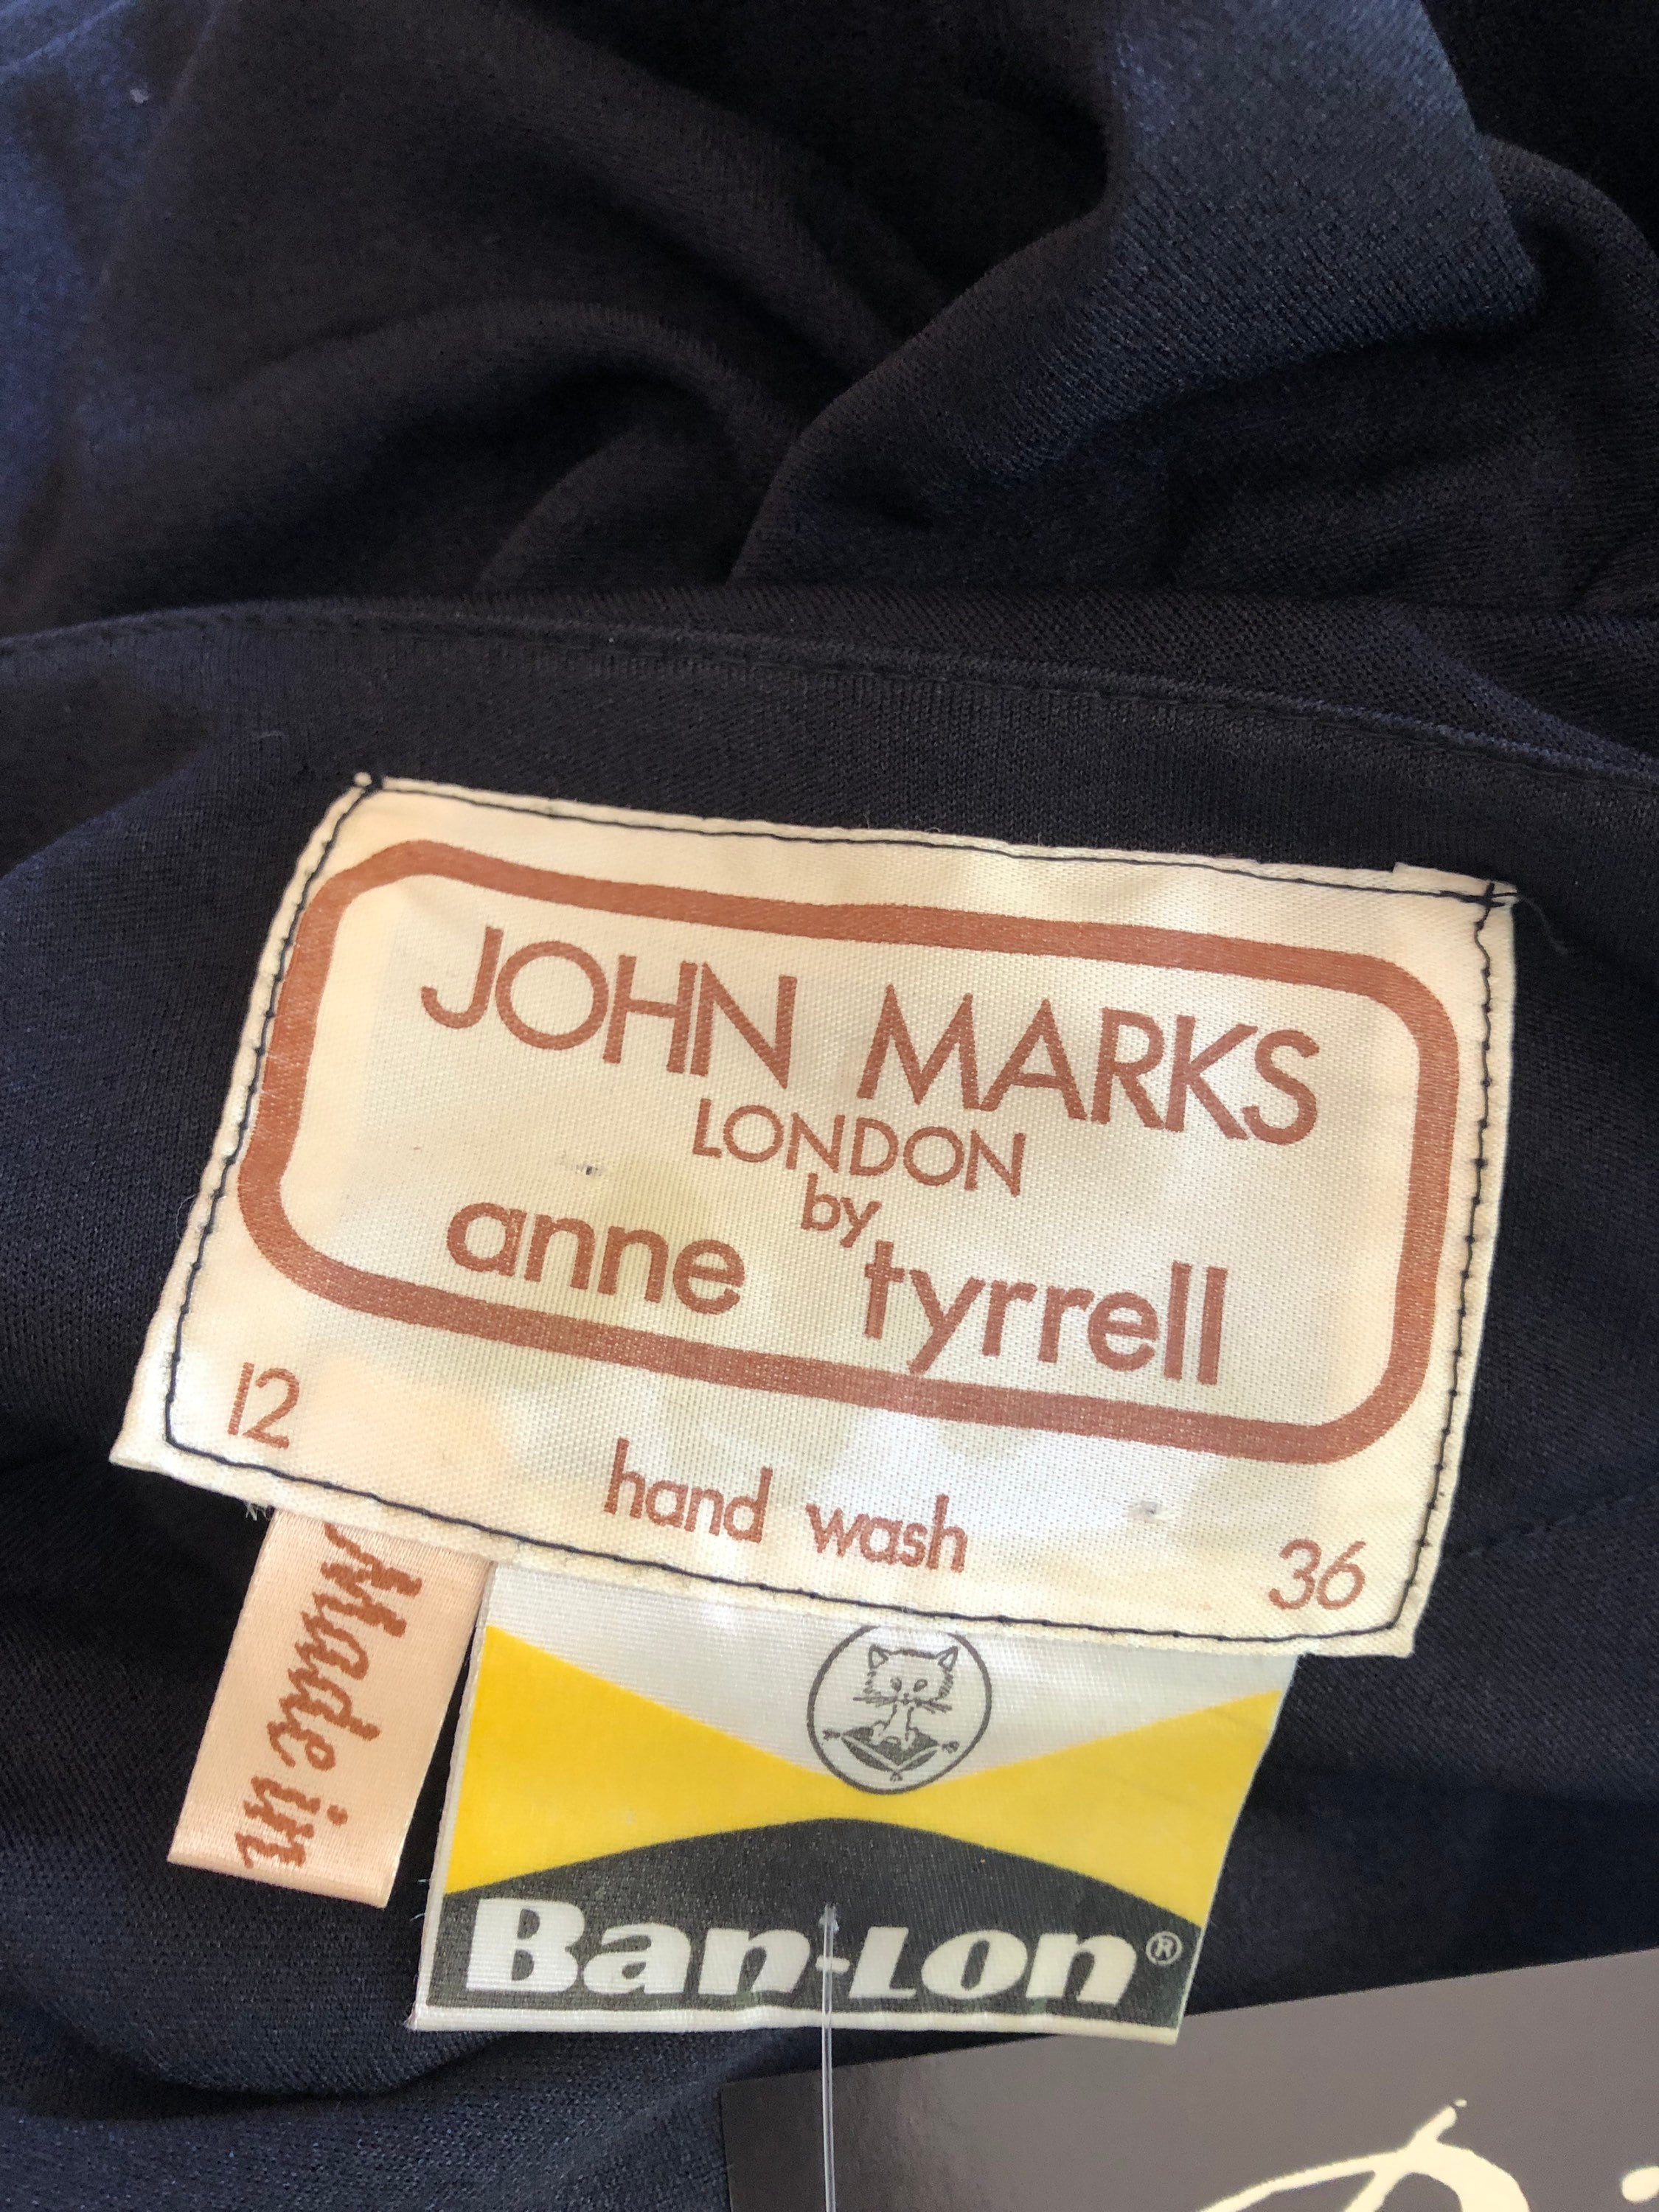 JOHN MARKS
LONDON
by
anne tyrrell
12
hand wash
36
Made in
Ban-Lon®